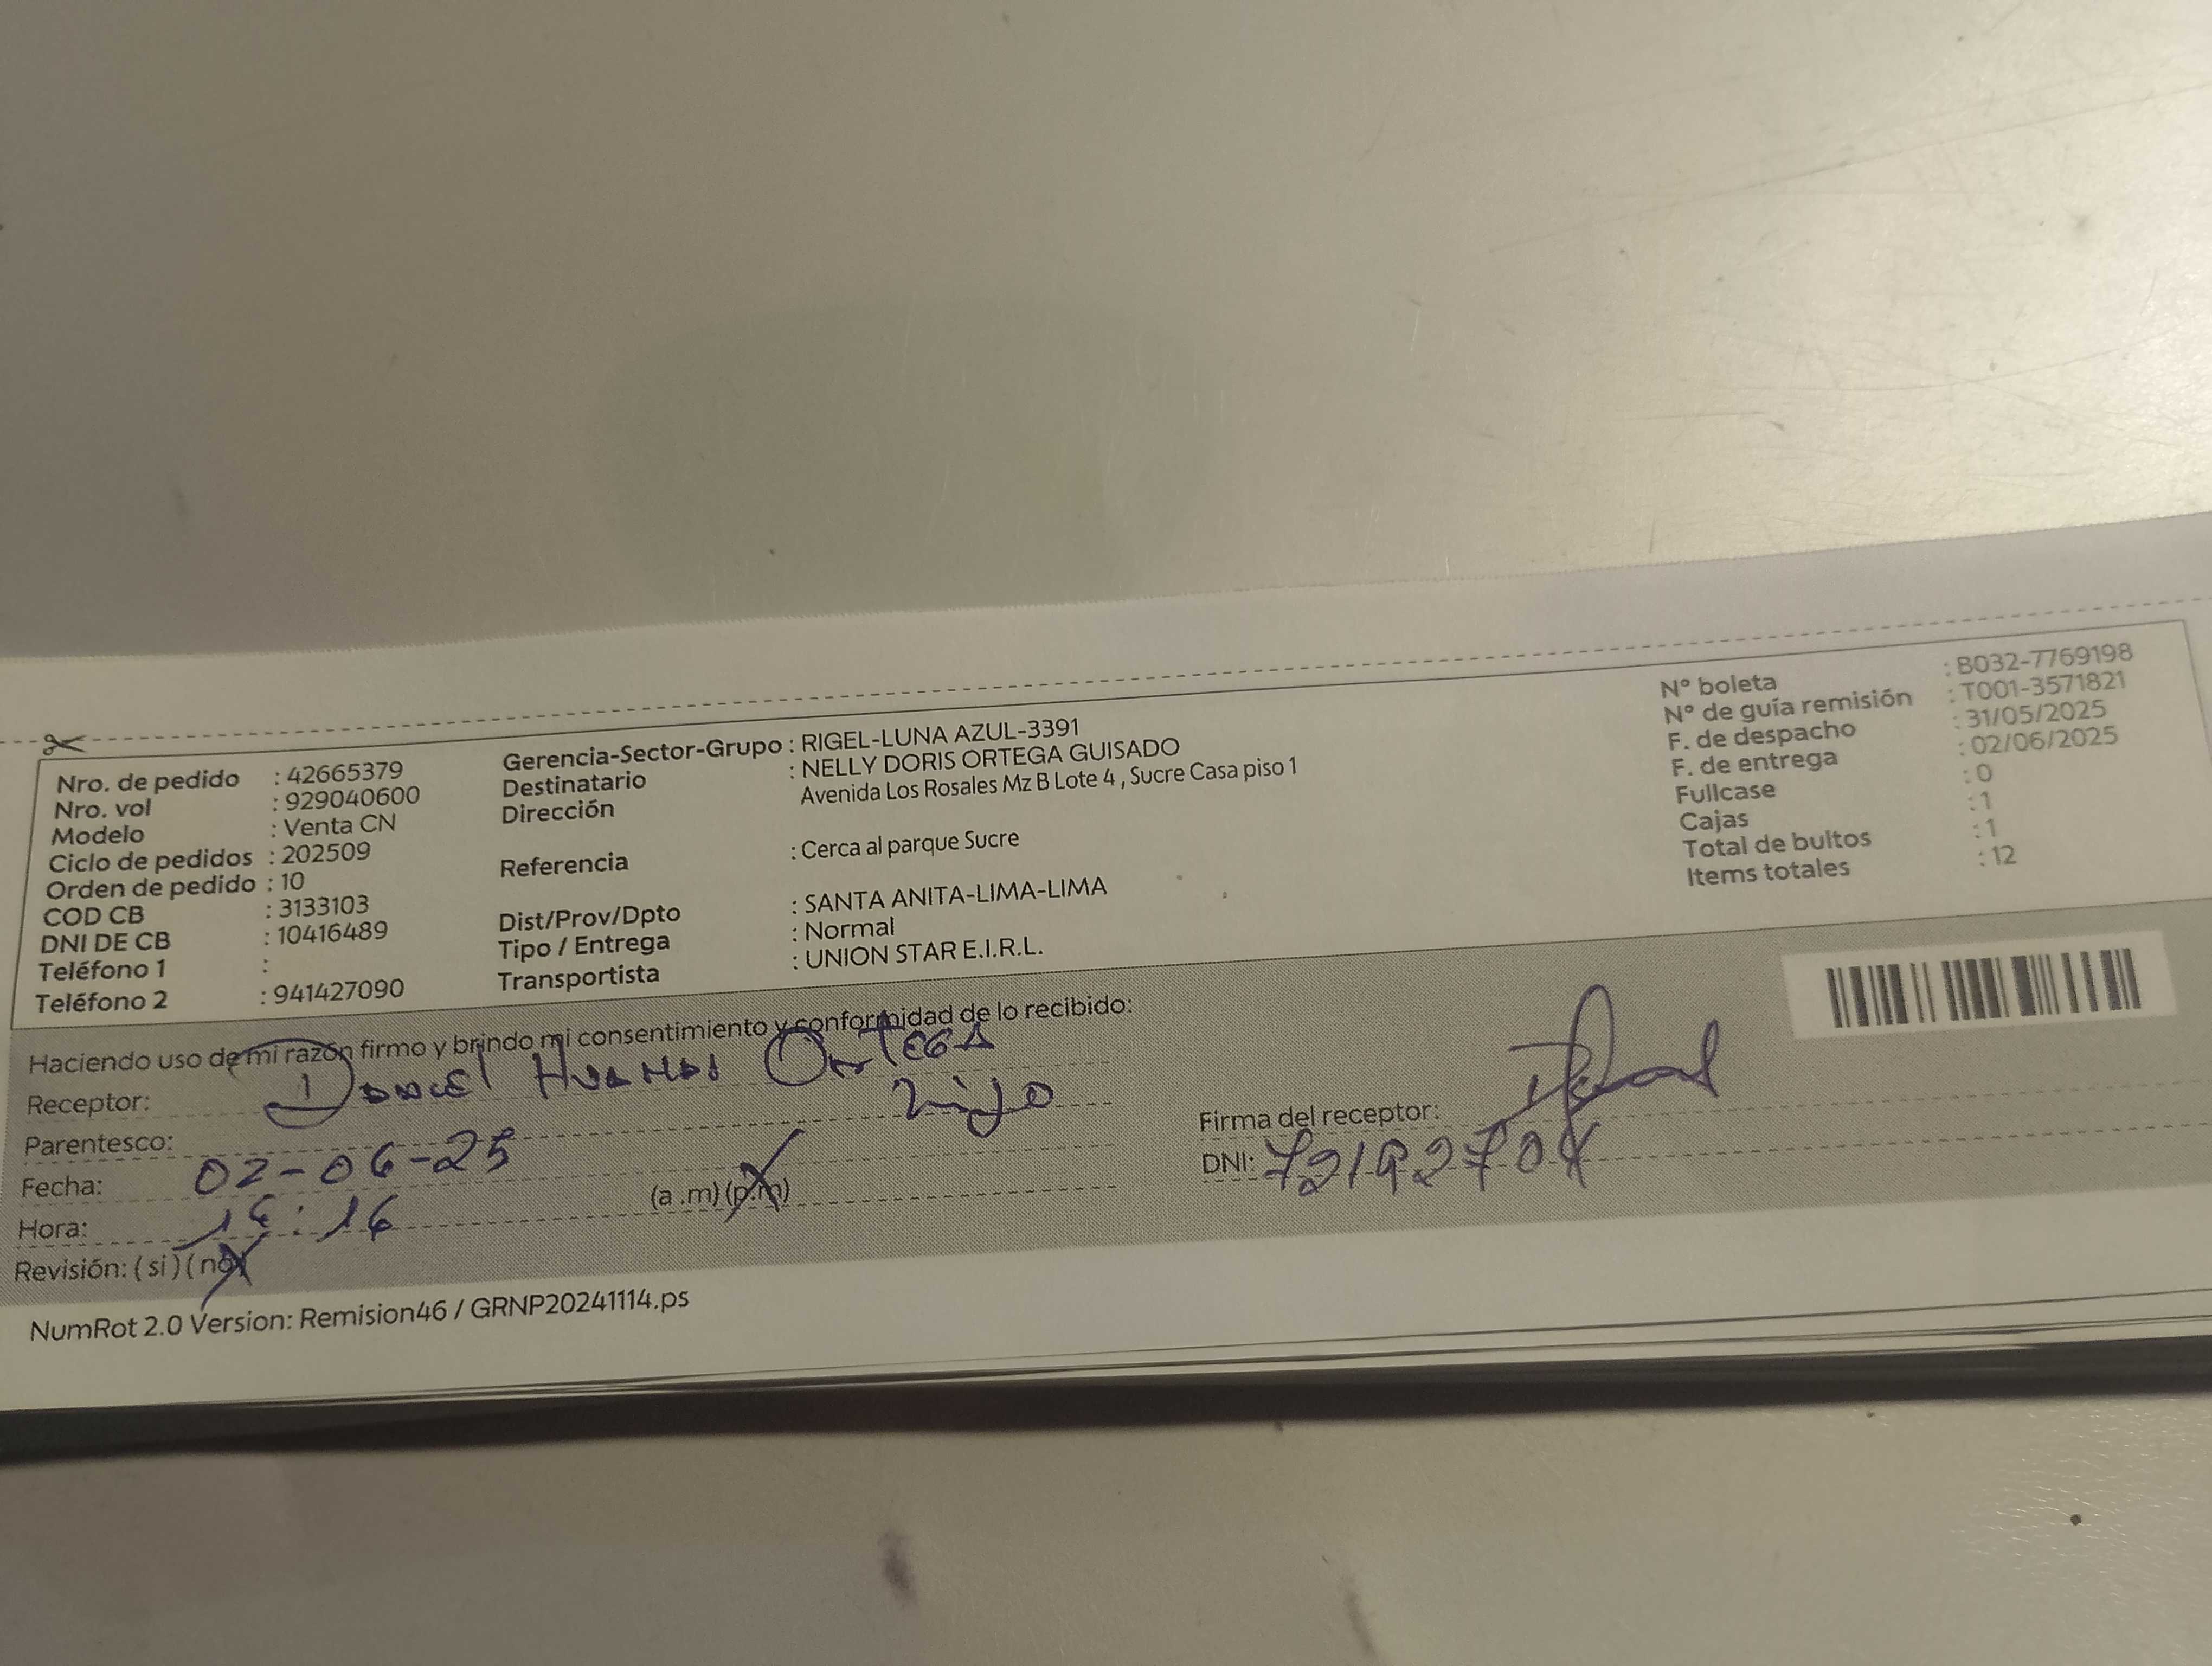 Nro. de pedido : 42665379
Nro. vol : 929040600
Modelo : Venta CN
Ciclo de pedidos : 202509
Orden de pedido : 10
COD CB : 3133103
DNI DE CB : 10416489
Teléfono 1 :
Teléfono 2 : 941427090
Gerencia-Sector-Grupo : RIGEL-LUNA AZUL-3391
Destinatario : NELLY DORIS ORTEGA GUISADO
Dirección Avenida Los Rosales Mz B Lote 4 , Sucre Casa piso 1
Referencia : Cerca al parque Sucre
Dist/Prov/Dpto : SANTA ANITA-LIMA-LIMA
Tipo / Entrega : Normal
Transportista : UNION STAR E.I.R.L.
N° boleta : B032-7769198
N° de guía remisión : T001-3571821
F. de despacho : 31/05/2025
F. de entrega : 02/06/2025
Fullcase : 0
Cajas : 1
Total de bultos : 1
Items totales : 12
Haciendo uso de mi razón firmo y brindo mi consentimiento y conformidad de lo recibido:
Receptor: Ortega
Parentesco: hijo
Fecha: 02-06-25
Hora: :16 (a.m) (p.m)
Revisión: (si) (no)
Firma del receptor:
DNI:
NumRot 2.0 Version: Remision46 / GRNP20241114.ps